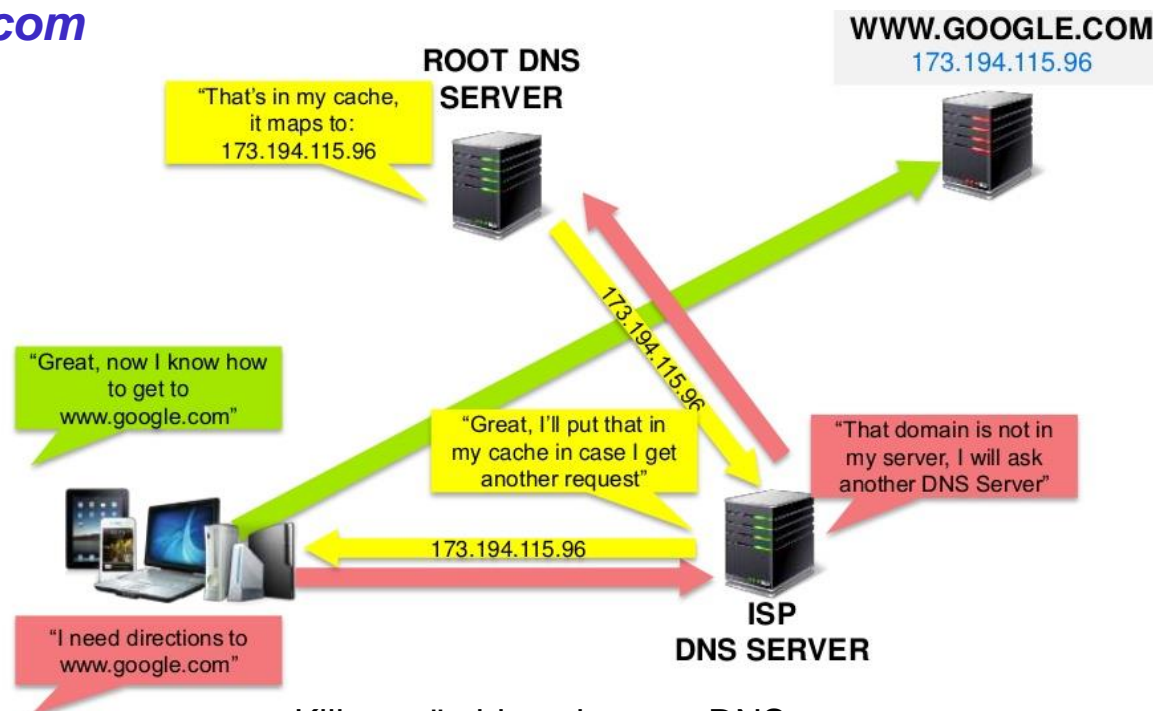 com
WWW.GOOGLE.COM
173.194.115.96
ROOT DNS
SERVER
“That’s in my cache,
it maps to:
173.194.115.96
173.194.115.96
“Great, now I know how
to get to
www.google.com”
“Great, I’ll put that in
my cache in case I get
another request”
“That domain is not in
my server, I will ask
another DNS Server”
173.194.115.96
ISP
DNS SERVER
“I need directions to
www.google.com”